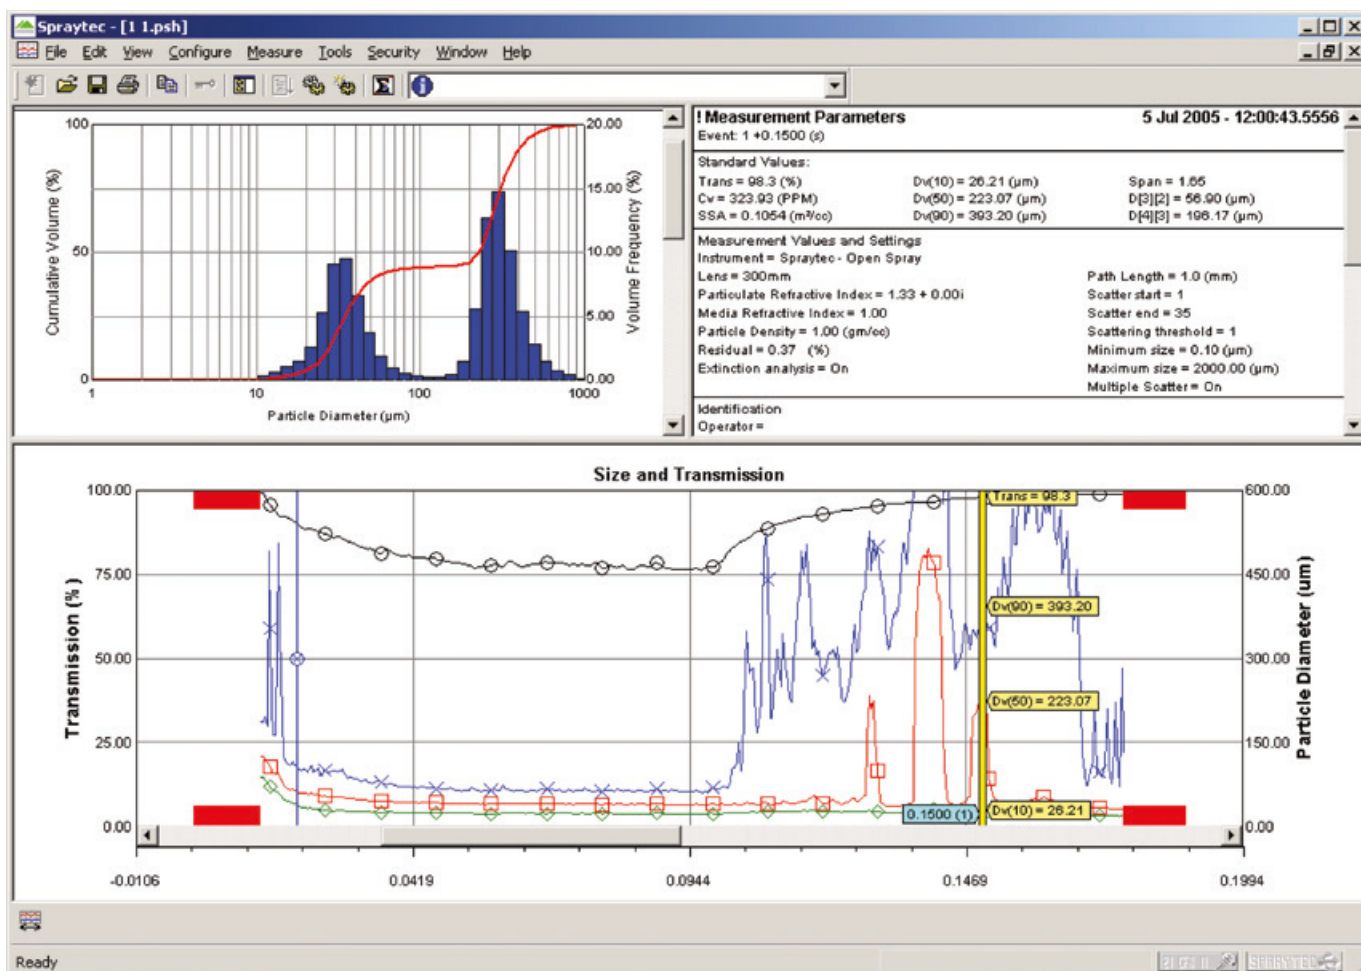 Spraytec - [1 1.psh]
File Edit View Configure Measure Tools Security Window Help
100
50
0
Cumulative Volume (%)
20.00
15.00
10.00
5.00
0.00
Volume Frequency (%)
1 10 100 1000
Particle Diameter (µm)
! Measurement Parameters 5 Jul 2005 - 12:00:43.5556
Event: 1 +0.1500 (s)
Standard Values:
Trans = 98.3 (%) Dv(10) = 26.21 (µm) Span = 1.65
Cv = 323.93 (PPM) Dv(50) = 223.07 (µm) D[3][2] = 56.90 (µm)
SSA = 0.1054 (m²/cc) Dv(90) = 393.20 (µm) D[4][3] = 196.17 (µm)
Measurement Values and Settings
Instrument = Spraytec - Open Spray
Lens = 300mm Path Length = 1.0 (mm)
Particulate Refractive Index = 1.33 + 0.00i Scatter start = 1
Media Refractive Index = 1.00 Scatter end = 35
Particle Density = 1.00 (gm/cc) Scattering threshold = 1
Residual = 0.37 (%) Minimum size = 0.10 (µm)
Extinction analysis = On Maximum size = 2000.00 (µm)
Multiple Scatter = On
Identification
Operator =
Size and Transmission
100.00
75.00
50.00
25.00
0.00
Transmission (%)
600.00
450.00
300.00
150.00
0.00
Particle Diameter (um)
Trans = 98.3
Dv(90) = 393.20
Dv(50) = 223.07
0.1500 (1) Dv(10) = 26.21
-0.0106 0.0419 0.0944 0.1469 0.1994
Ready
SPRAYTEC